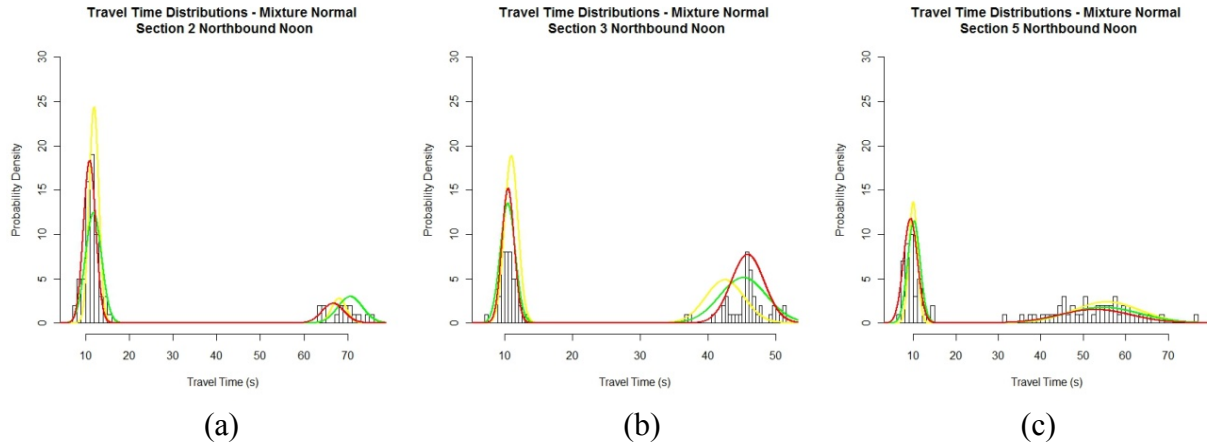 Travel Time Distributions - Mixture Normal
Section 2 Northbound Noon
Probability Density
30
25
20
15
10
5
0
10 20 30 40 50 60 70
Travel Time (s)
(a)
Travel Time Distributions - Mixture Normal
Section 3 Northbound Noon
Probability Density
30
25
20
15
10
5
0
10 20 30 40 50
Travel Time (s)
(b)
Travel Time Distributions - Mixture Normal
Section 5 Northbound Noon
Probability Density
30
25
20
15
10
5
0
10 20 30 40 50 60 70
Travel Time (s)
(c)